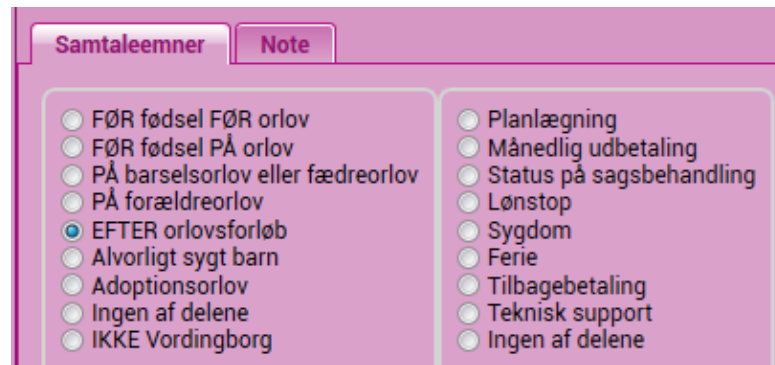 Samtaleemner
Note
FØR fødsel FØR orlov
FØR fødsel PÅ orlov
PÅ barselsorlov eller fædreorlov
PÅ forældreorlov
EFTER orlovsforløb
Alvorligt sygt barn
Adoptionsorlov
Ingen af delene
IKKE Vordingborg
Planlægning
Månedlig udbetaling
Status på sagsbehandling
Lønstop
Sygdom
Ferie
Tilbagebetaling
Teknisk support
Ingen af delene